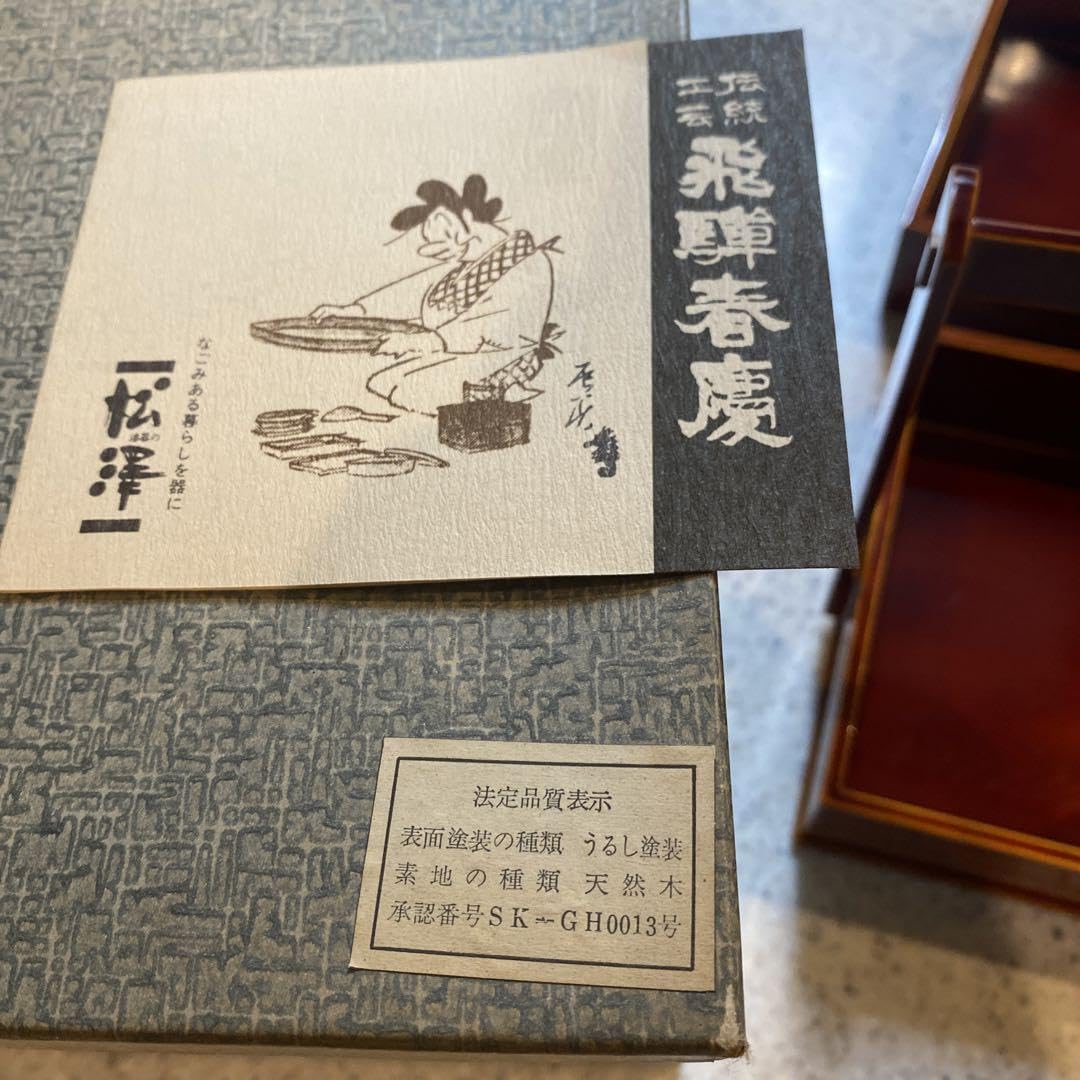 伝統
工芸
飛騨春慶
なごみある暮らしを器に
松澤
漆器の
法定品質表示
表面塗装の種類 うるし塗装
素地の種類 天然木
承認番号SK-GH0013号